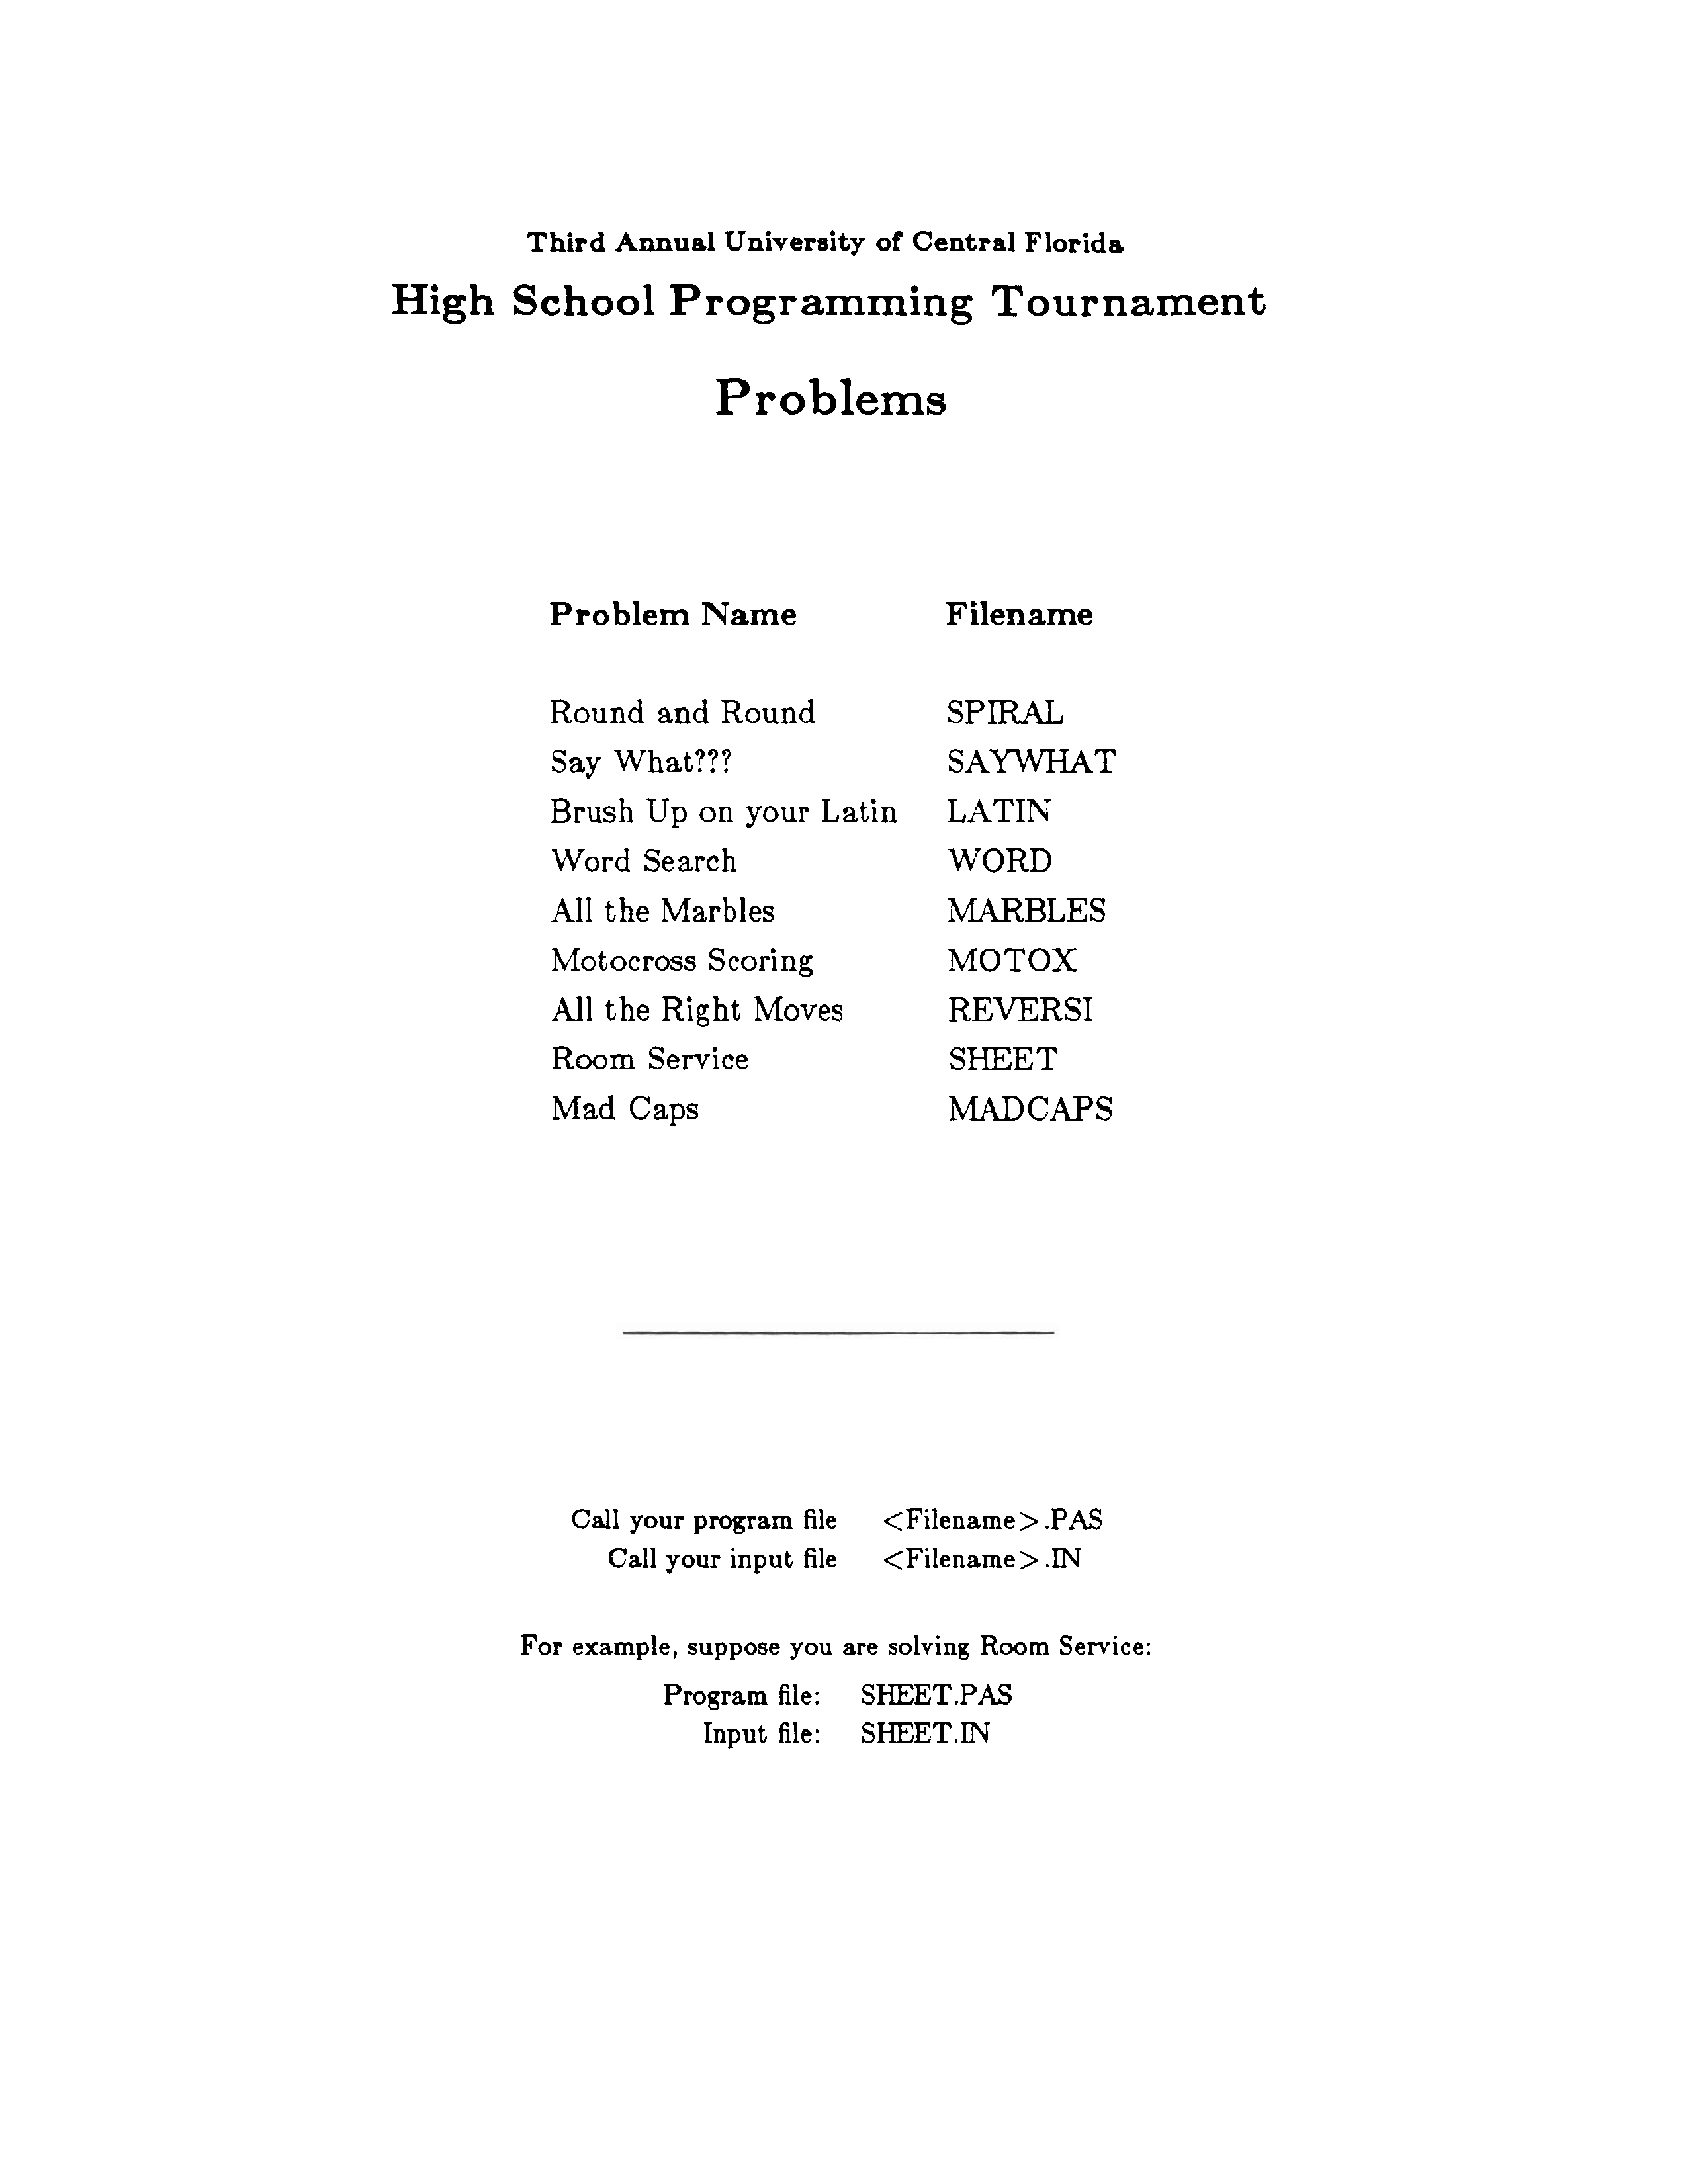 Third Annual University of Central Florida
High School Programming Tournament
Problems
Problem Name Filename
Round and Round SPIRAL
Say What??? SAYWHAT
Brush Up on your Latin LATIN
Word Search WORD
All the Marbles MARBLES
Motocross Scoring MOTOX
All the Right Moves REVERSI
Room Service SHEET
Mad Caps MADCAPS
Call your program file <Filename>.PAS
Call your input file <Filename>.IN
For example, suppose you are solving Room Service:
Program file: SHEET.PAS
Input file: SHEET.IN